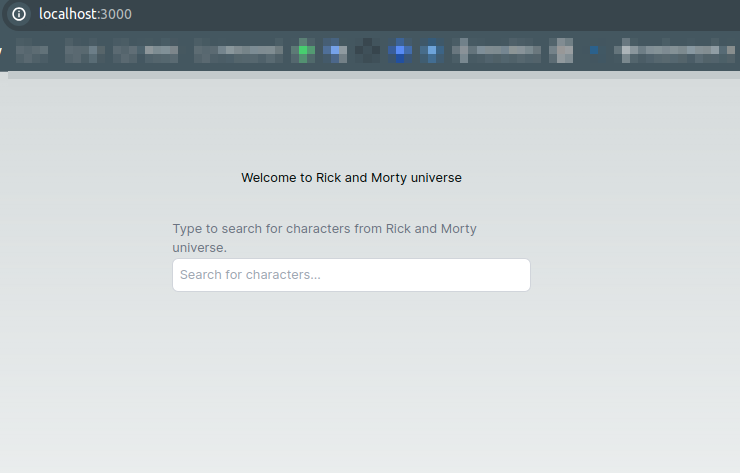 localhost:3000
Welcome to Rick and Morty universe
Type to search for characters from Rick and Morty
universe.
Search for characters...